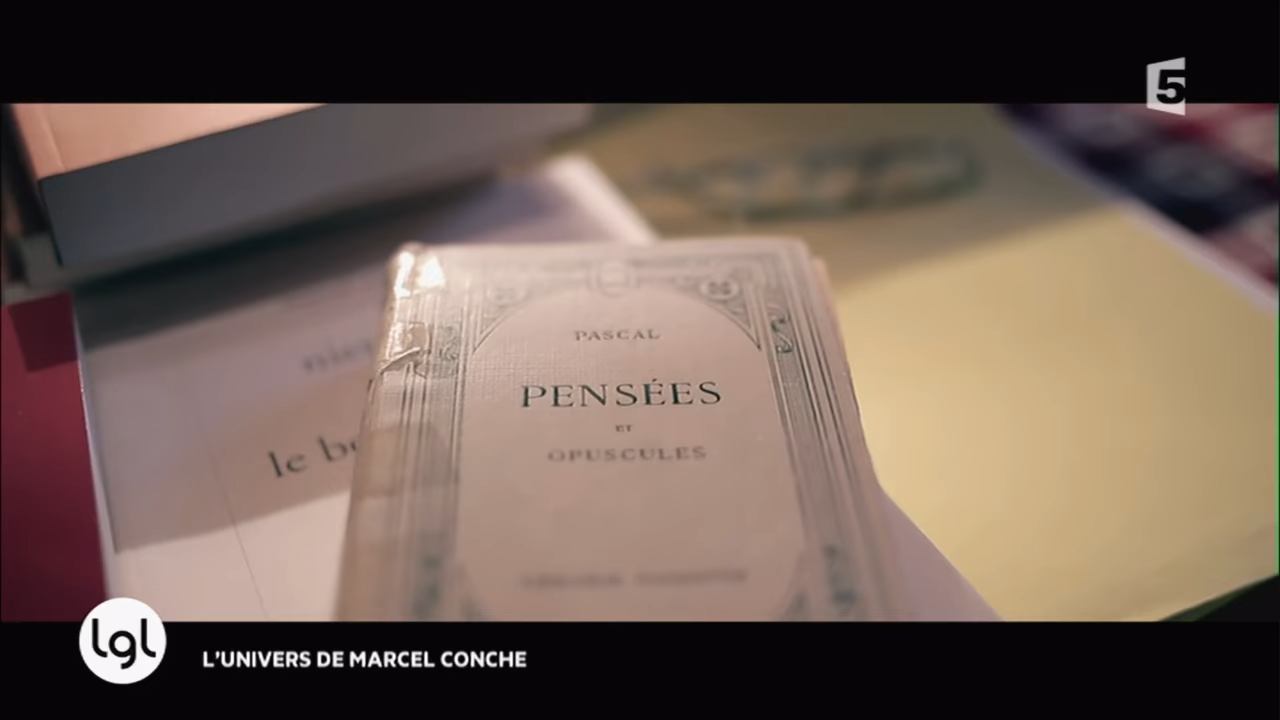 5
PASCAL
PENSÉES
ET
OPUSCULES
le
lgl
L'UNIVERS DE MARCEL CONCHE